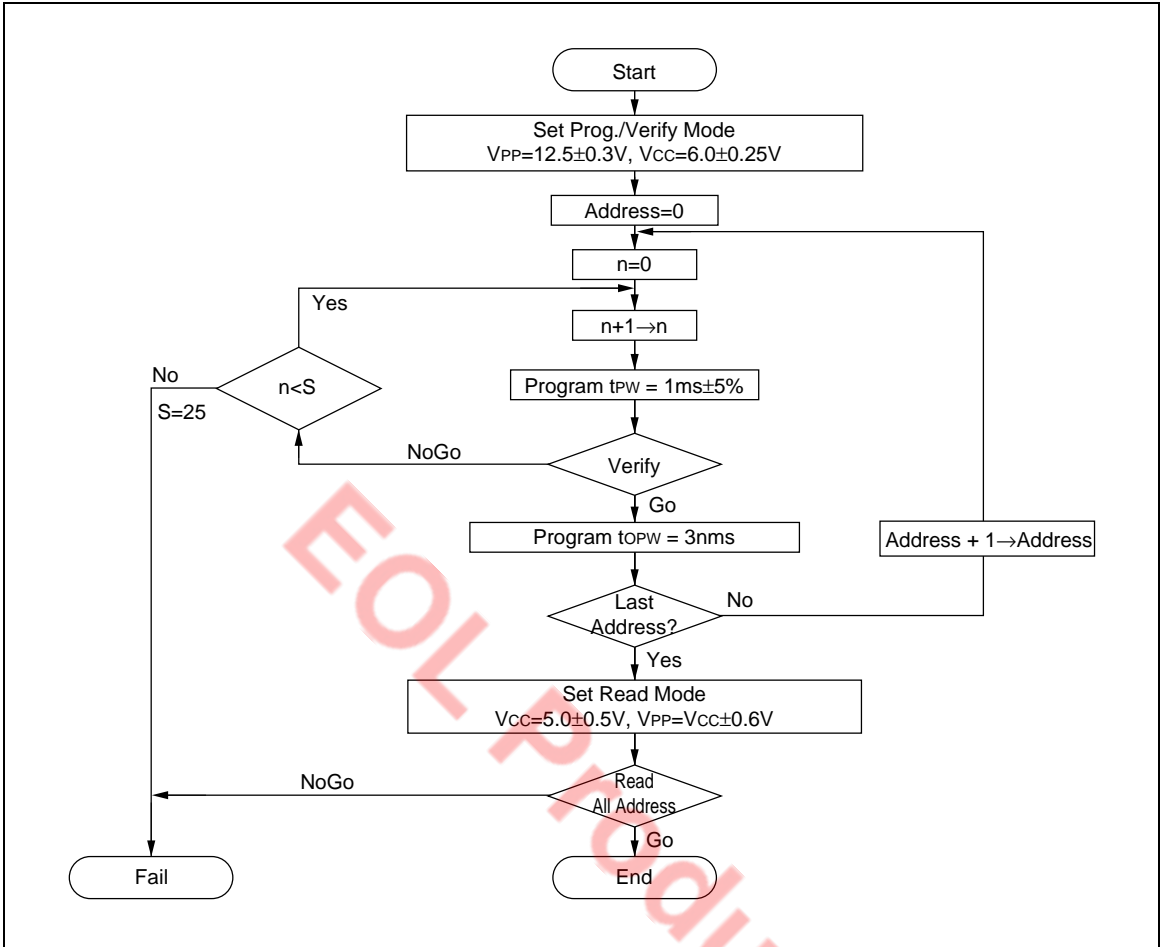 Start
Set Prog./Verify Mode
VPP=12.5±0.3V, VCC=6.0±0.25V
Address=0
n=0
Yes
n+1→n
No
n<S
S=25
Program tPW = 1ms±5%
NoGo
Verify
Go
Program tOPW = 3nms
Address + 1→Address
Last
Address?
No
Yes
Set Read Mode
VCC=5.0±0.5V, VPP=VCC±0.6V
NoGo
Read
All Address
Go
Fail
End
EOL Produ